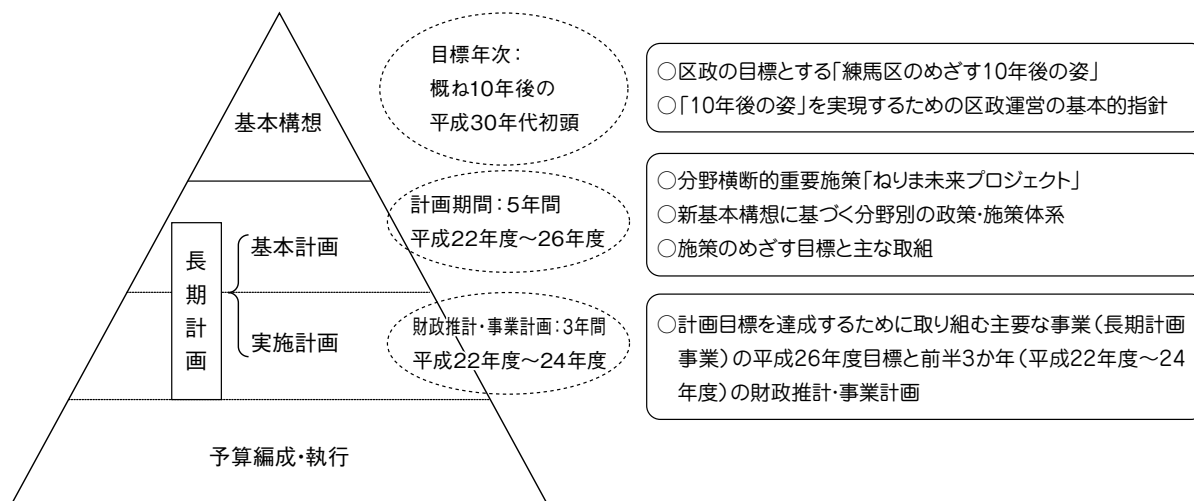 基本構想
目標年次：
概ね10年後の
平成30年代初頭
○区政の目標とする「練馬区のめざす10年後の姿」
○「10年後の姿」を実現するための区政運営の基本的指針
長期計画
基本計画
計画期間：5年間
平成22年度～26年度
○分野横断的重要施策「ねりま未来プロジェクト」
○新基本構想に基づく分野別の政策・施策体系
○施策のめざす目標と主な取組
実施計画
財政推計・事業計画：3年間
平成22年度～24年度
○計画目標を達成するために取り組む主要な事業（長期計画
事業）の平成26年度目標と前半3か年（平成22年度～24
年度）の財政推計・事業計画
予算編成・執行